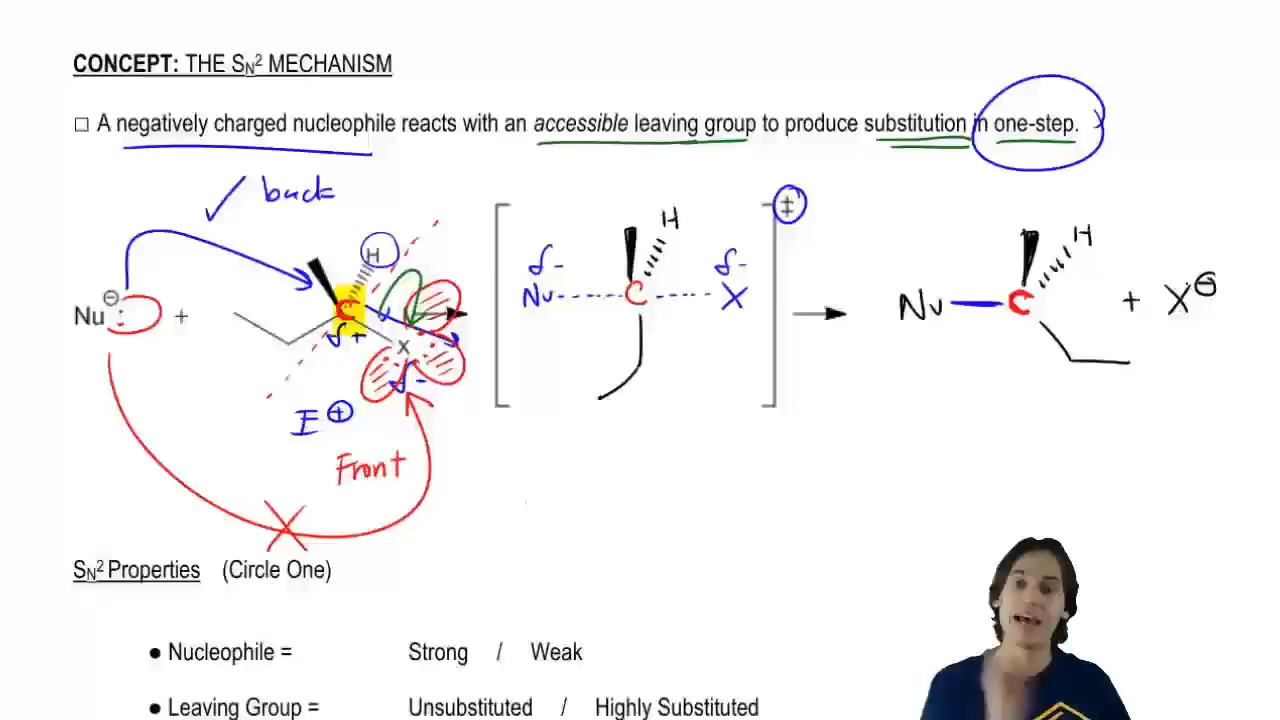 CONCEPT: THE SN2 MECHANISM
□ A negatively charged nucleophile reacts with an accessible leaving group to produce substitution in one-step.
✓ back
H
Nu:⊖ + C X
δ+
δ-
E⊕
Front
H ‡
δ- δ-
Nu C X
H
Nu C + X⊖
SN2 Properties (Circle One)
● Nucleophile = Strong / Weak
● Leaving Group = Unsubstituted / Highly Substituted